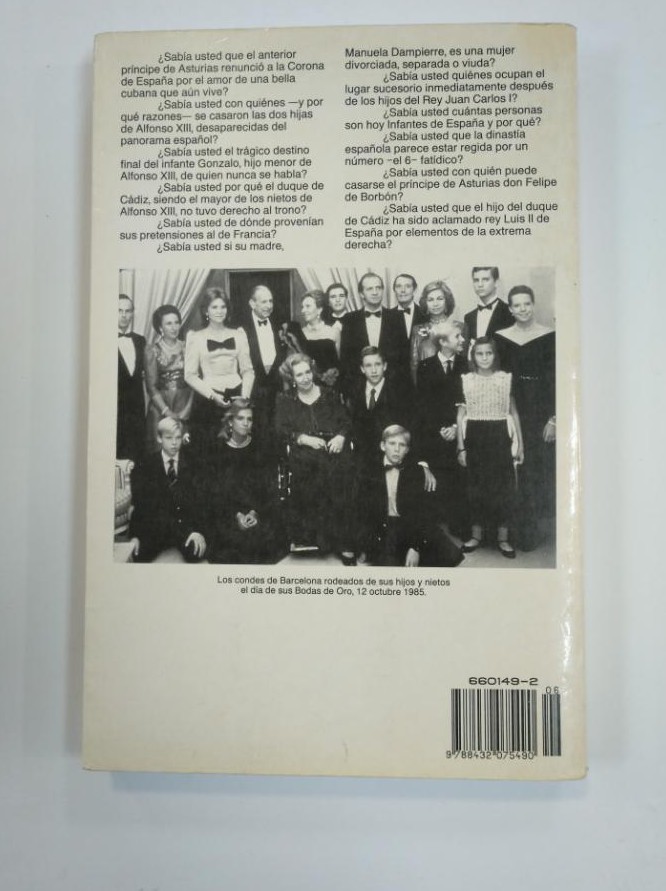 ¿Sabía usted que el anterior
príncipe de Asturias renunció a la Corona
de España por el amor de una bella
cubana que aún vive?
¿Sabía usted con quiénes —y por
qué razones— se casaron las dos hijas
de Alfonso XIII, desaparecidas del
panorama español?
¿Sabía usted el trágico destino
final del infante Gonzalo, hijo menor de
Alfonso XIII, de quien nunca se habla?
¿Sabía usted por qué el duque de
Cádiz, siendo el mayor de los nietos de
Alfonso XIII, no tuvo derecho al trono?
¿Sabía usted de dónde provenían
sus pretensiones al de Francia?
¿Sabía usted si su madre,
Manuela Dampierre, es una mujer
divorciada, separada o viuda?
¿Sabía usted quiénes ocupan el
lugar sucesorio inmediatamente después
de los hijos del Rey Juan Carlos I?
¿Sabía usted cuántas personas
son hoy Infantes de España y por qué?
¿Sabía usted que la dinastía
española parece estar regida por un
número –el 6– fatídico?
¿Sabía usted con quién puede
casarse el príncipe de Asturias don Felipe
de Borbón?
¿Sabía usted que el hijo del duque
de Cádiz ha sido aclamado rey Luis II de
España por elementos de la extrema
derecha?
Los condes de Barcelona rodeados de sus hijos y nietos
el día de sus Bodas de Oro, 12 octubre 1985.
660149-2
06
9 788432 075490